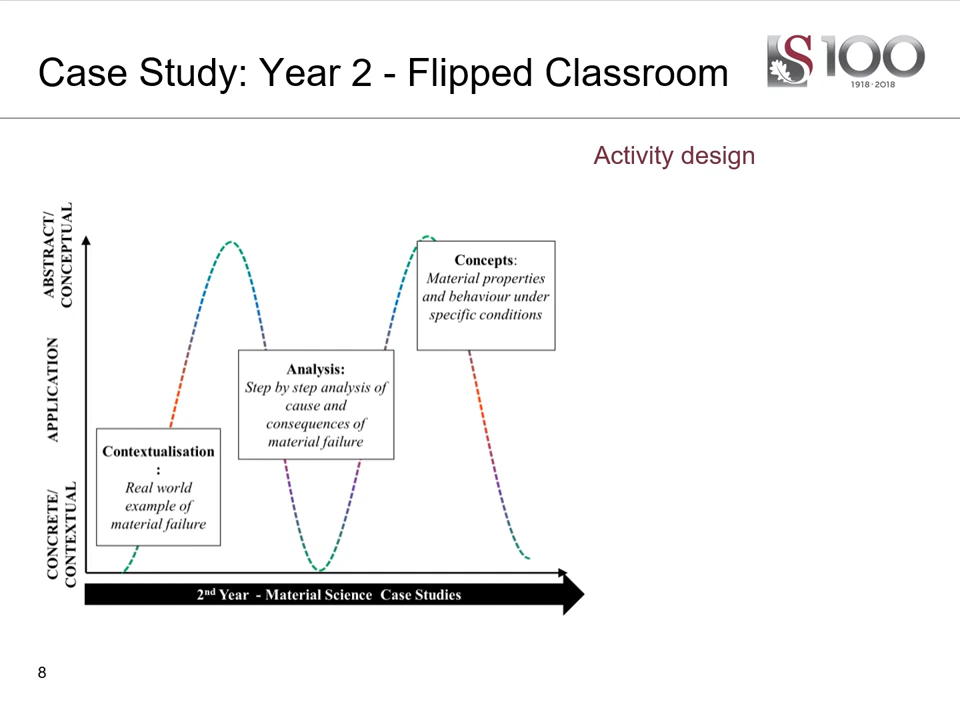 Case Study: Year 2 - Flipped Classroom
S100
1918·2018
Activity design
ABSTRACT/
CONCEPTUAL
APPLICATION
CONCRETE/
CONTEXTUAL
Contextualisation
:
Real world
example of
material failure
Analysis:
Step by step analysis of
cause and
consequences of
material failure
Concepts:
Material properties
and behaviour under
specific conditions
2nd Year - Material Science Case Studies
8